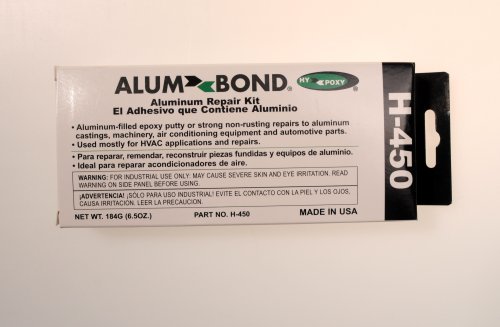 ALUM BOND® HY POXY®
Aluminum Repair Kit
El Adhesivo que Contiene Aluminio
• Aluminum-filled epoxy putty or strong non-rusting repairs to aluminum
castings, machinery, air conditioning equipment and automotive parts.
• Used mostly for HVAC applications and repairs.
• Para reparar, remendar, reconstruir piezas fundidas y equipos de aluminio.
• Ideal para reparar acondicionadores de aire.
WARNING: FOR INDUSTRIAL USE ONLY. MAY CAUSE SEVERE SKIN AND EYE IRRITATION. READ
WARNING ON SIDE PANEL BEFORE USING.
¡ADVERTENCIA! ¡SÓLO PARA USO INDUSTRIAL! EVITE EL CONTACTO CON LA PIEL Y LOS OJOS.
CAUSA IRRITACIÓN. LEER LA PRECAUCION.
NET WT. 184G (6.5OZ.) PART NO. H-450 MADE IN USA
H-450